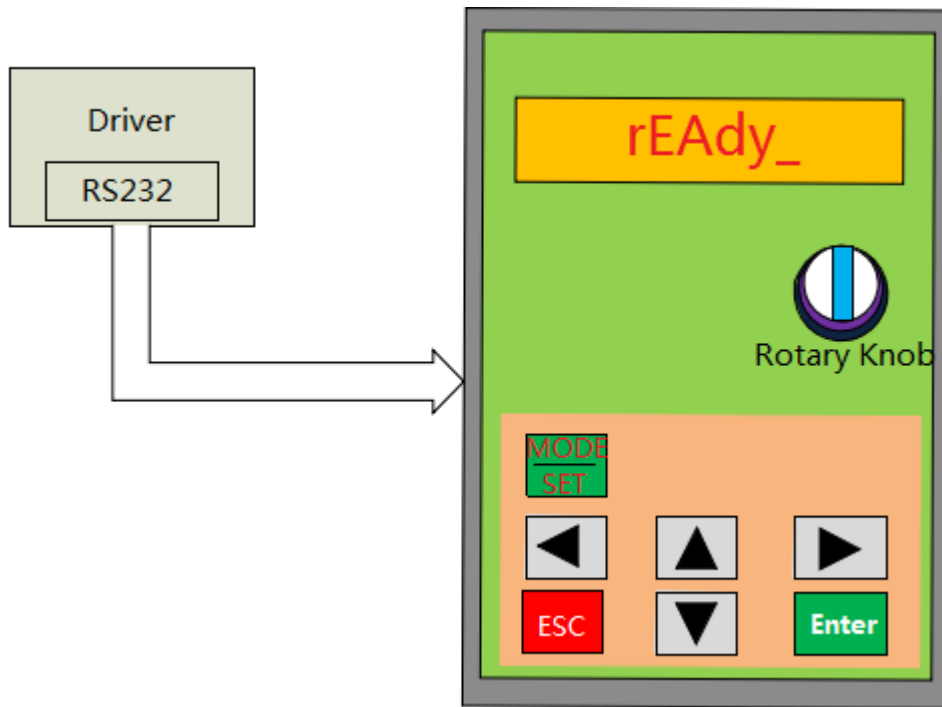 Driver
RS232
rEAdy_
Rotary Knob
MODE
SET
ESC
Enter